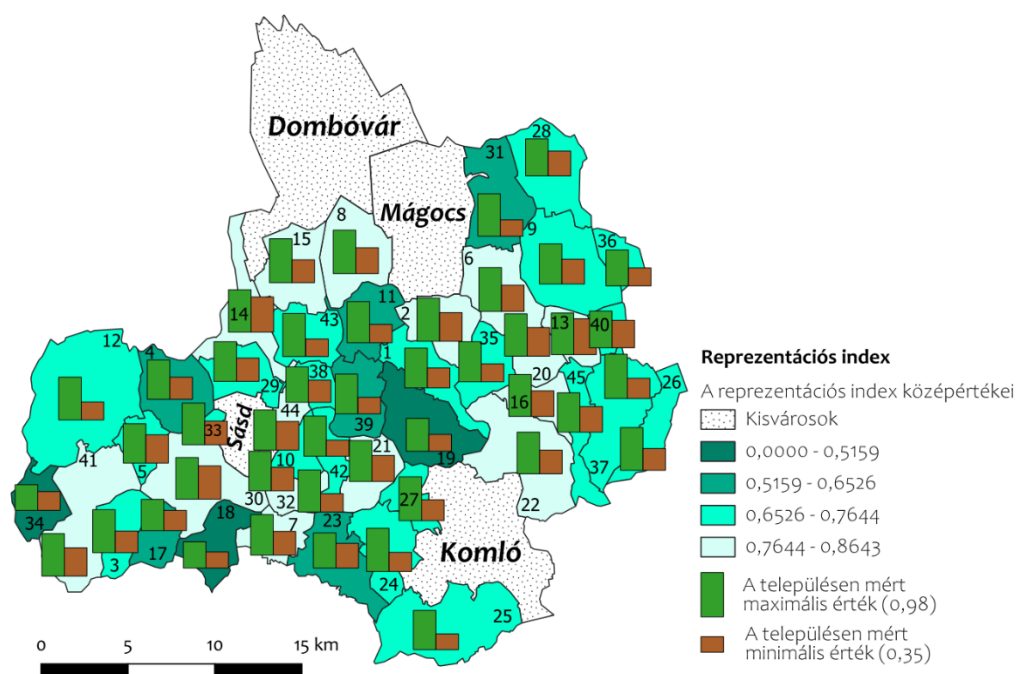 Dombóvár
28
31
Mágocs
8
9
15
36
6
11
2
14
43
13
40
12
1
35
4
20
38
45
26
29
16
44
Sásd
33
39
41
10
21
19
5
42
37
30
32
27
22
34
18
23
7
Komló
17
3
24
25
0 5 10 15 km
Reprezentációs index
A reprezentációs index középértékei
Kisvárosok
0,0000 - 0,5159
0,5159 - 0,6526
0,6526 - 0,7644
0,7644 - 0,8643
A településen mért
maximális érték (0,98)
A településen mért
minimális érték (0,35)